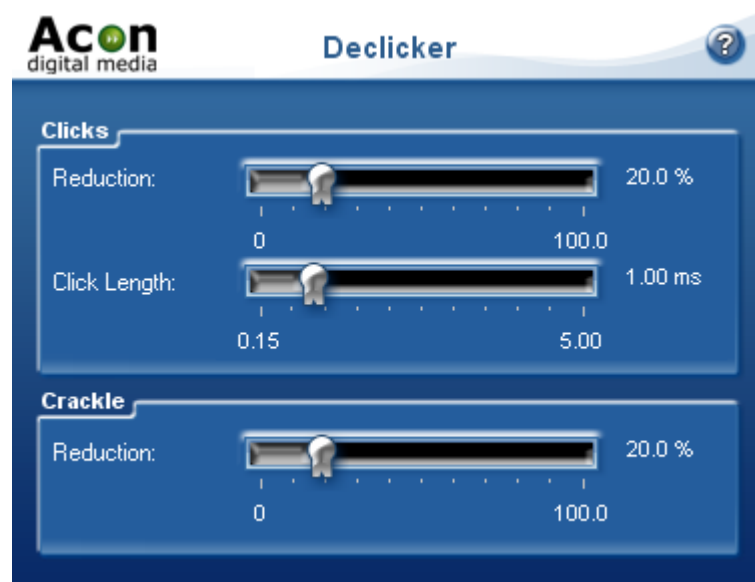 Acon
digital media
Declicker
?
Clicks
Reduction:
20.0 %
0
100.0
Click Length:
1.00 ms
0.15
5.00
Crackle
Reduction:
20.0 %
0
100.0